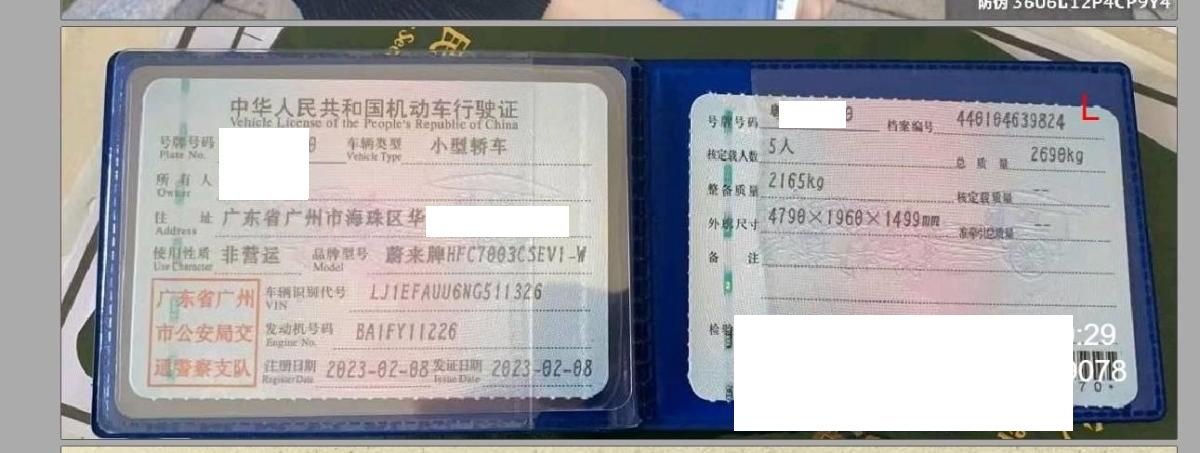 防伪 36U6L12P4CP9Y4
中华人民共和国机动车行驶证
Vehicle License of the People's Republic of China
号牌号码 车辆类型 小型轿车
Plate No. Vehicle Type
所有人
Owner
住 址 广东省广州市海珠区华
Address
使用性质 非营运 品牌型号 蔚来牌HFC7003CSEV1-W
Use Character Model
广东省广州市公安局交通警察支队
车辆识别代号 LJ1EFAUU6NG511326
VIN
发动机号码 BA1FY11226
Engine No.
注册日期 2023-02-08 发证日期 2023-02-08
Register Date Issue Date
号牌号码 档案编号 440104639824
L
核定载人数 5人 总质量 2690kg
整备质量 2165kg 核定载质量 --
外廓尺寸 4790×1960×1499mm 准牵引总质量 --
备 注
检验
:29
0078